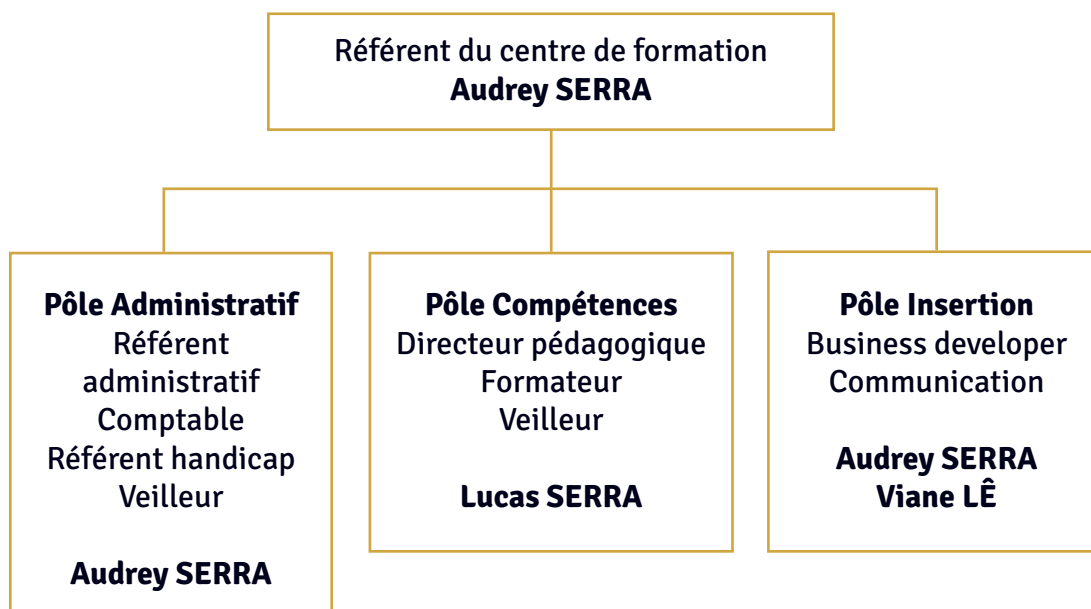 Référent du centre de formation
Audrey SERRA
Pôle Administratif
Référent
administratif
Comptable
Référent handicap
Veilleur
Audrey SERRA
Pôle Compétences
Directeur pédagogique
Formateur
Veilleur
Lucas SERRA
Pôle Insertion
Business developer
Communication
Audrey SERRA
Viane LÊ